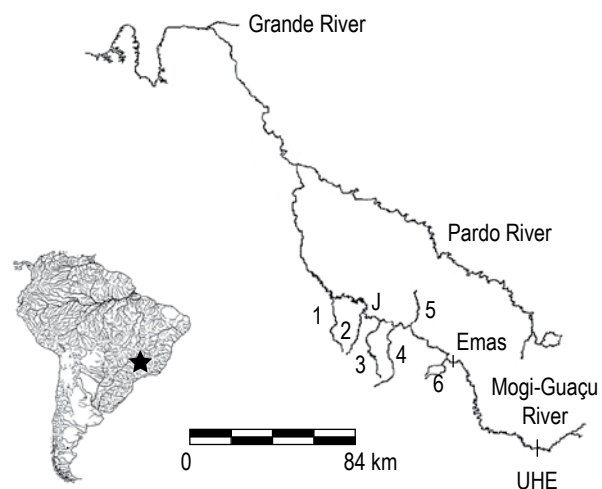 Grande River
Pardo River
J
5
1
2
Emas
3
4
6
Mogi-Guaçu
River
0
84 km
UHE